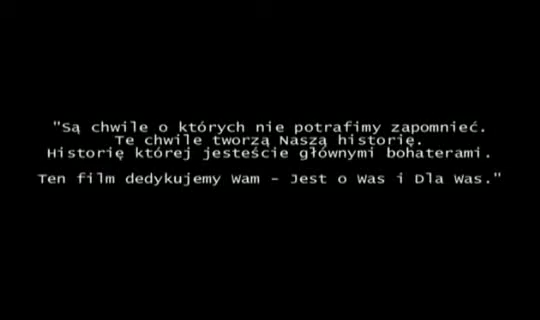 "Są chwile o których nie potrafimy zapomnieć.
Te chwile tworzą Naszą historię.
Historię której jesteście głównymi bohaterami.
Ten film dedykujemy Wam - Jest o Was i Dla Was."